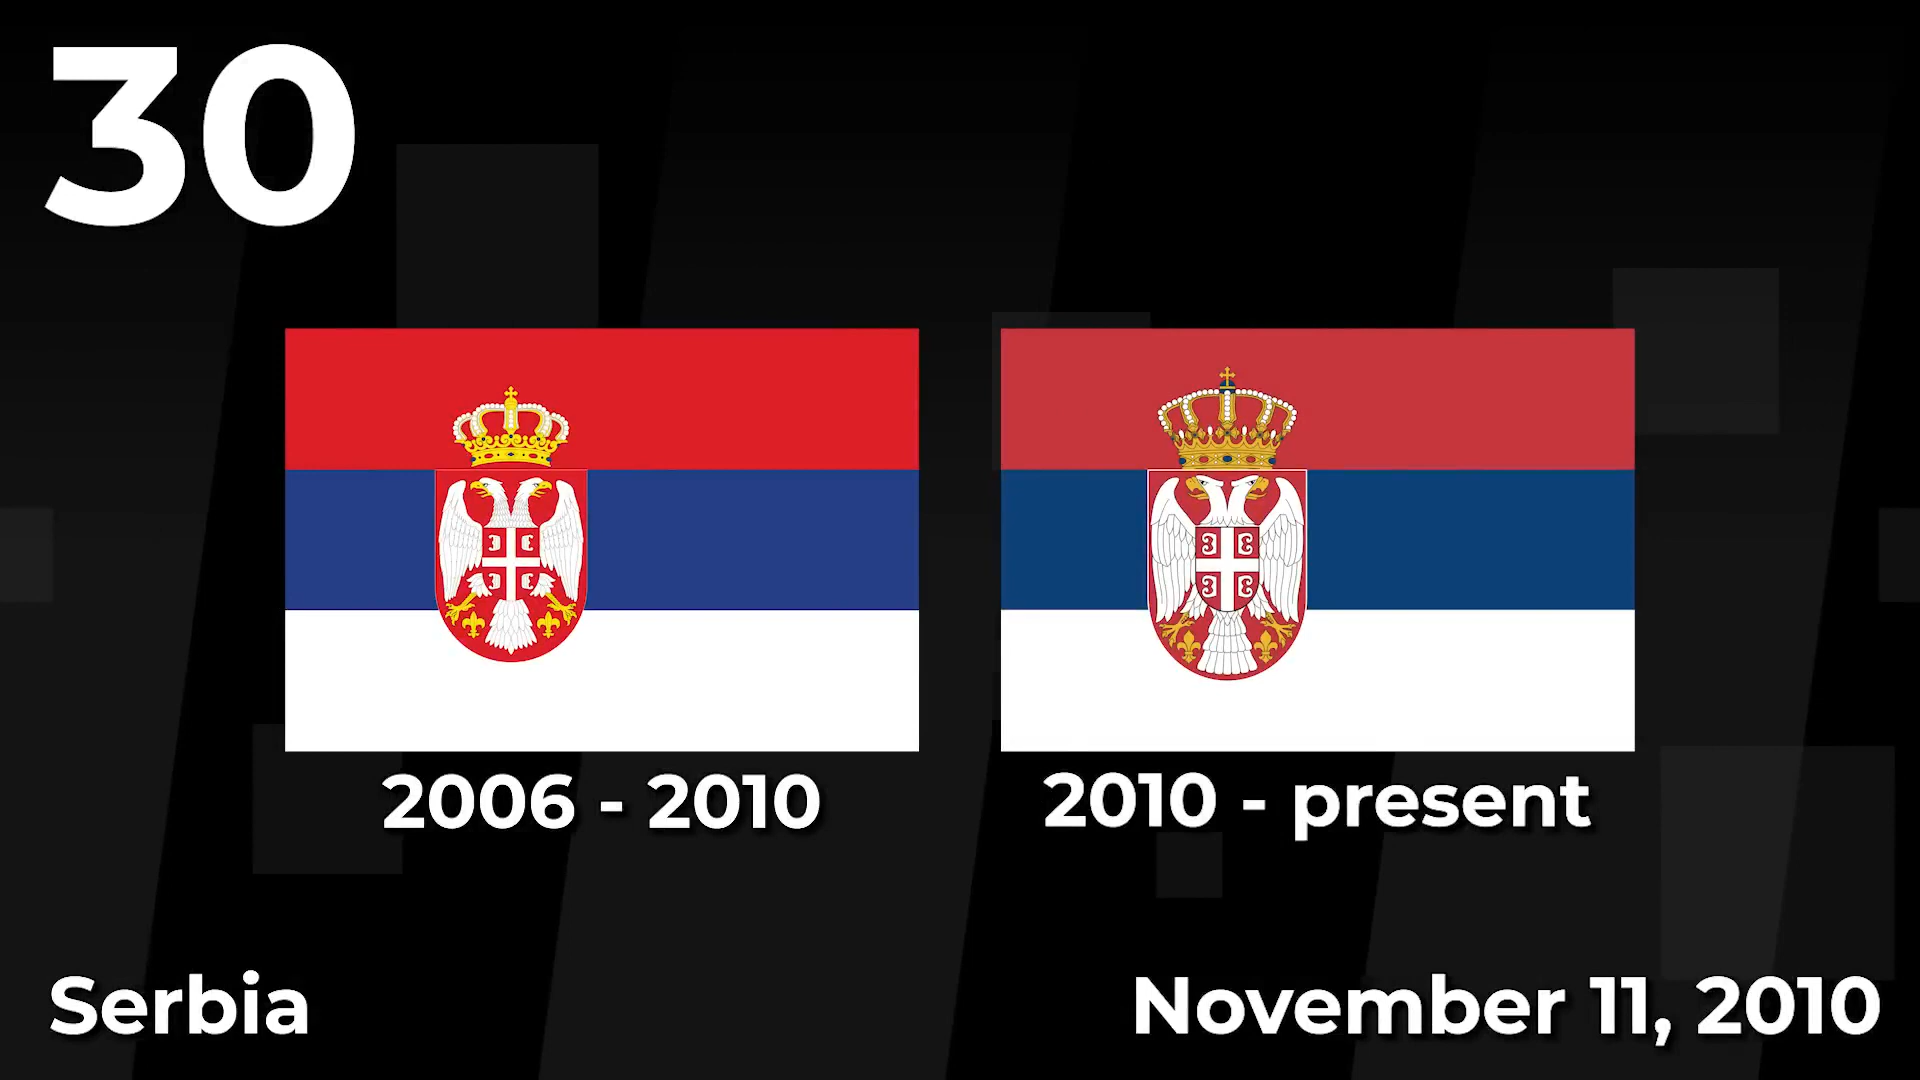 30
2006 - 2010
2010 - present
Serbia
November 11, 2010